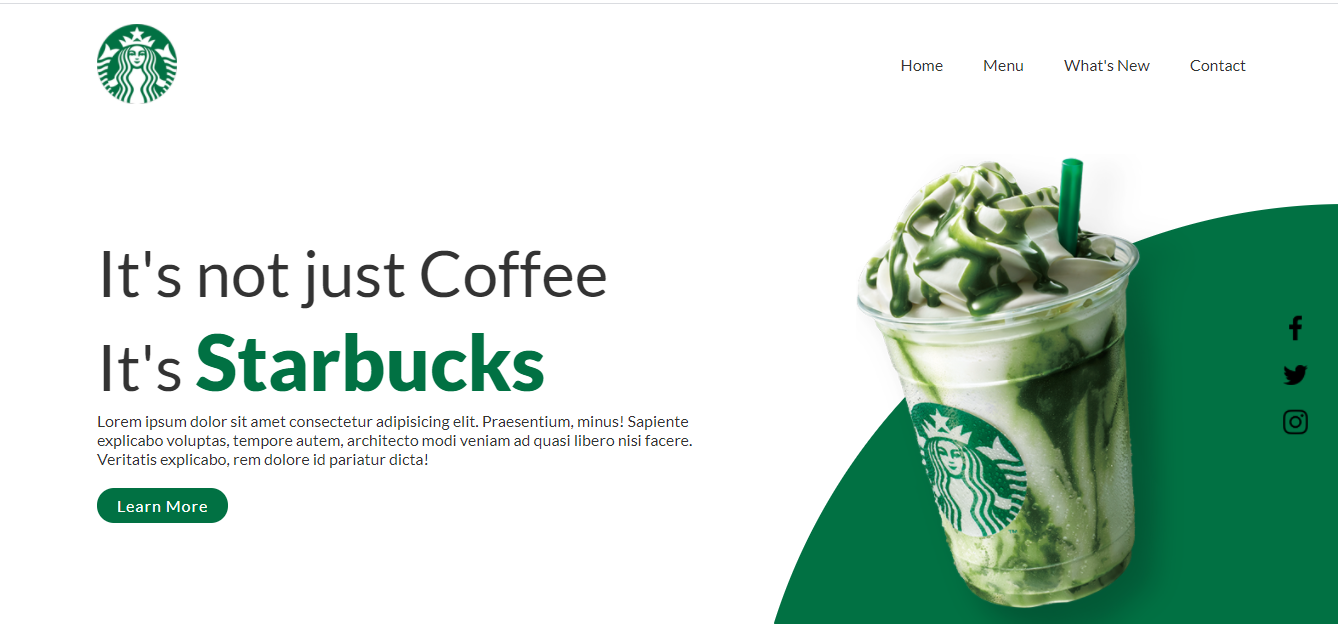 Home Menu What's New Contact
It's not just Coffee
It's Starbucks
Lorem ipsum dolor sit amet consectetur adipisicing elit. Praesentium, minus! Sapiente
explicabo voluptas, tempore autem, architecto modi veniam ad quasi libero nisi facere.
Veritatis explicabo, rem dolore id pariatur dicta!
Learn More
TM